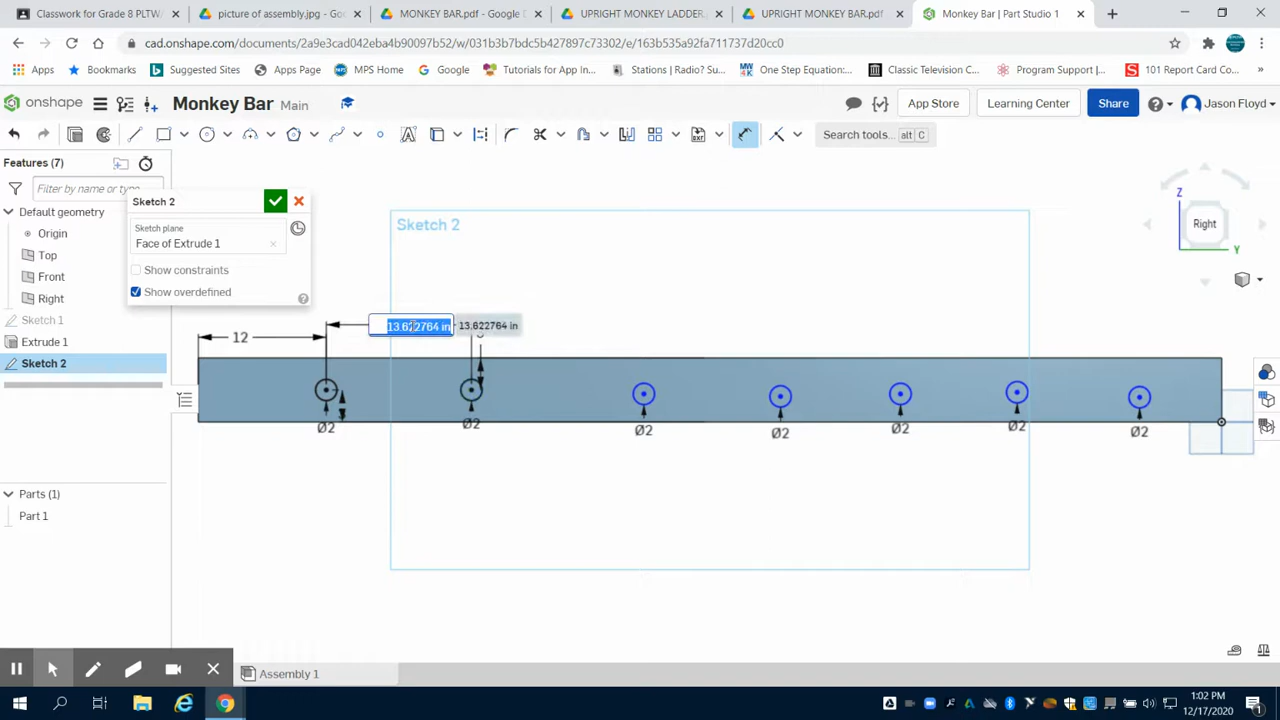 Classwork for Grade 8 PLTW/
picture of assembly.jpg - Goo
MONKEY BAR.pdf - Google D
UPRIGHT MONKEY LADDER.
UPRIGHT MONKEY BAR.pdf
Monkey Bar | Part Studio 1
cad.onshape.com/documents/2a9e3cad042eba4b90097b52/w/031b3b7bdc5b427897c73302/e/163b535a92fa711737d20cc0
Apps
Bookmarks
Suggested Sites
Apps Page
MPS Home
Google
Tutorials for App In...
Stations | Radio? Su...
One Step Equation:...
Classic Television C...
Program Support |...
101 Report Card Co...
»
onshape
Monkey Bar Main
App Store
Learning Center
Share
Jason Floyd
Search tools... alt C
Features (7)
Filter by name or type...
Default geometry
Origin
Top
Front
Right
Sketch 1
Extrude 1
Sketch 2
Parts (1)
Part 1
Sketch 2
Sketch plane
Face of Extrude 1
Show constraints
Show overdefined
Sketch 2
Z
Right
Y
13.622764 in
13.622764 in
12
Ø2
Ø2
Ø2
Ø2
Ø2
Ø2
Ø2
Assembly 1
1:02 PM
12/17/2020